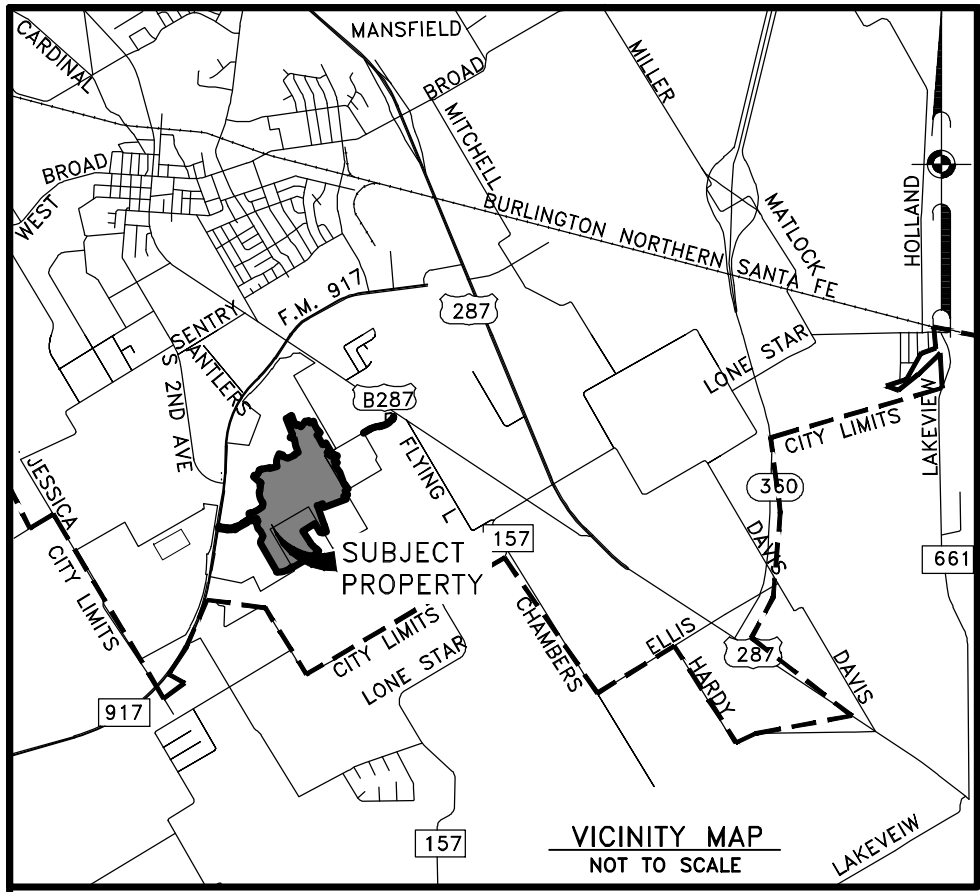 MANSFIELD
CARDINAL
BROAD
MILLER
MITCHELL
BROAD
WEST
BURLINGTON NORTHERN SANTA FE
MATLOCK
HOLLAND
F.M. 917
SENTRY
287
ANTLERS
S 2ND AVE
LONE STAR
B287
LAKEVIEW
CITY LIMITS
FLYING L
JESSICA
360
DAVIS
157
SUBJECT
PROPERTY
661
CITY LIMITS
CHAMBERS
ELLIS
CITY LIMITS
LONE STAR
287
HARDY
DAVIS
917
157
VICINITY MAP
NOT TO SCALE
LAKEVEIW